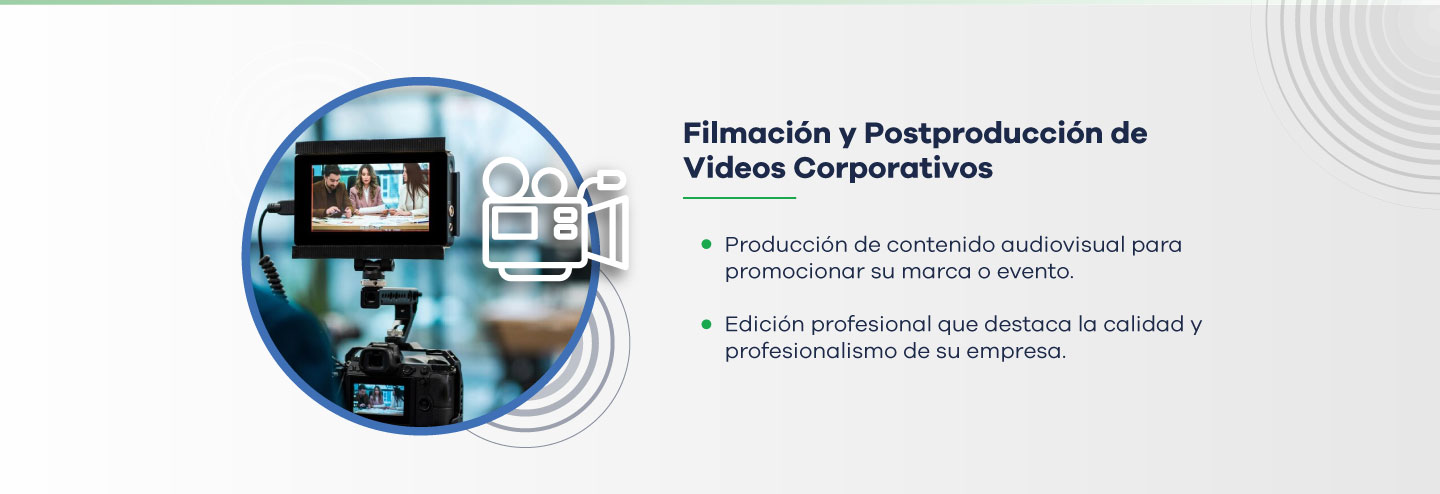 Filmación y Postproducción de
Videos Corporativos
Producción de contenido audiovisual para
promocionar su marca o evento.
Edición profesional que destaca la calidad y
profesionalismo de su empresa.